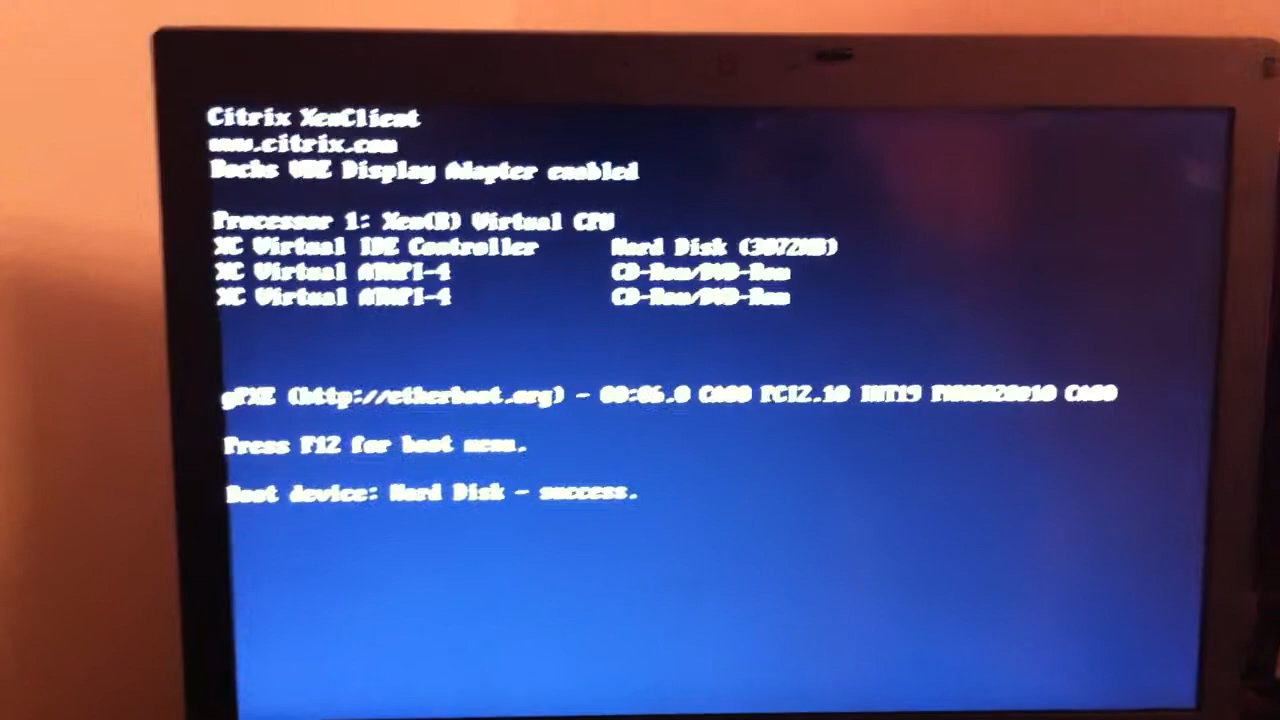 Citrix XenClient
www.citrix.com
Bochs VBE Display Adapter enabled
Processor 1: Xen(R) Virtual CPU
XC Virtual IDE Controller Hard Disk (3072MB)
XC Virtual ATAPI-4 CD-Rom/DVD-Rom
XC Virtual ATAPI-4 CD-Rom/DVD-Rom
gPXE (http://etherboot.org) - 00:06.0 CA00 PCI2.10 INT19 CA00
Press F12 for boot menu.
Boot device: Hard Disk - success.